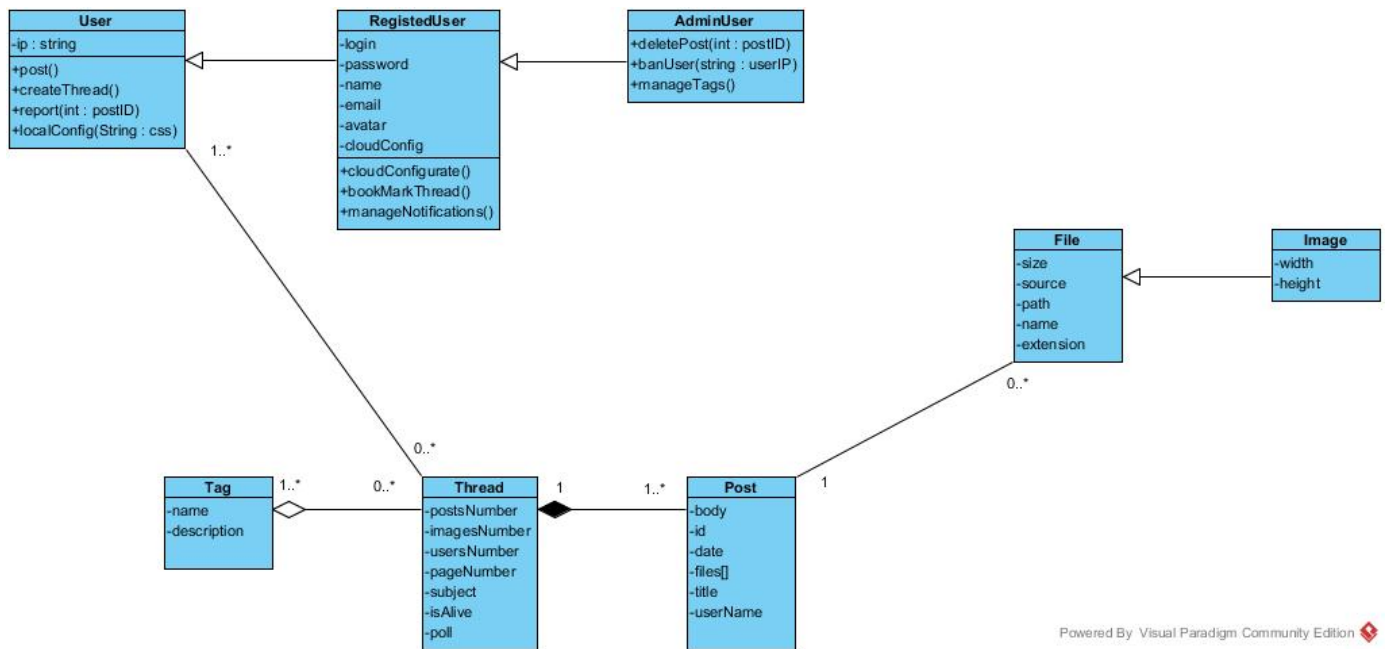 User
-ip : string
+post()
+createThread()
+report(int : postID)
+localConfig(String : css)
RegistedUser
-login
-password
-name
-email
-avatar
-cloudConfig
+cloudConfigurate()
+bookMarkThread()
+manageNotifications()
AdminUser
+deletePost(int : postID)
+banUser(string : userIP)
+manageTags()
1..*
0..*
File
-size
-source
-path
-name
-extension
Image
-width
-height
0..*
1
Tag
-name
-description
1..*
0..*
Thread
-postsNumber
-imagesNumber
-usersNumber
-pageNumber
-subject
-isAlive
-poll
1
1..*
Post
-body
-id
-date
-files[]
-title
-userName
Powered By Visual Paradigm Community Edition